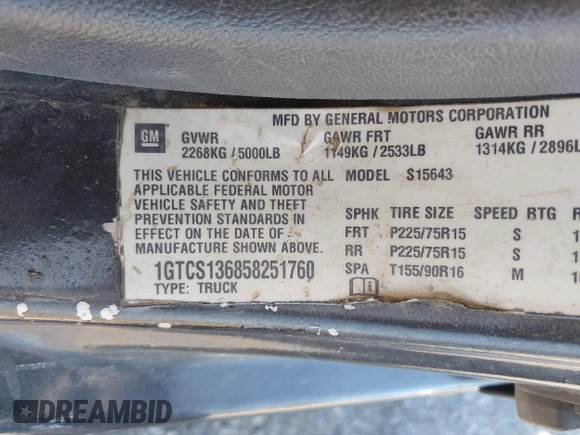 MFD BY GENERAL MOTORS CORPORATION
GM
GVWR GAWR FRT GAWR RR
2268KG / 5000LB 1149KG / 2533LB 1314KG / 2896L
THIS VEHICLE CONFORMS TO ALL MODEL S15643
APPLICABLE FEDERAL MOTOR
VEHICLE SAFETY AND THEFT
PREVENTION STANDARDS IN
EFFECT ON THE DATE OF
MANUFACTURE SHOWN ABOVE.
SPHK TIRE SIZE SPEED RTG
FRT P225/75R15 S
RR P225/75R15 S
SPA T155/90R16 M
1GTCS136858251760
TYPE: TRUCK
DREAMBID